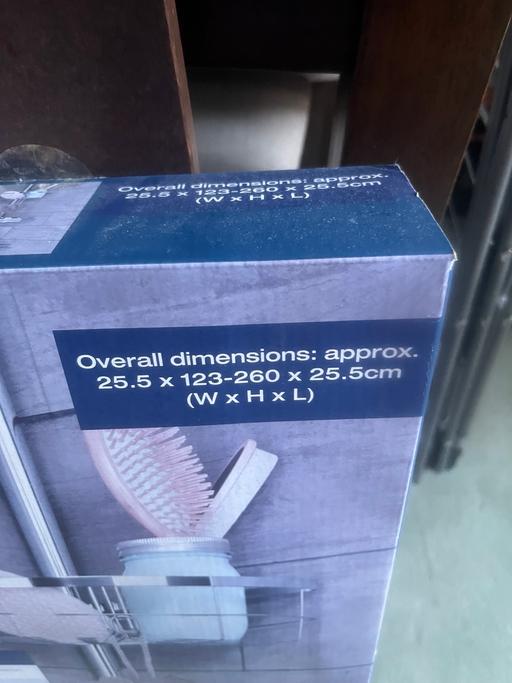 Overall dimensions: approx.
25.5 x 123-260 x 25.5cm
(W x H x L)
Overall dimensions: approx.
25.5 x 123-260 x 25.5cm
(W x H x L)